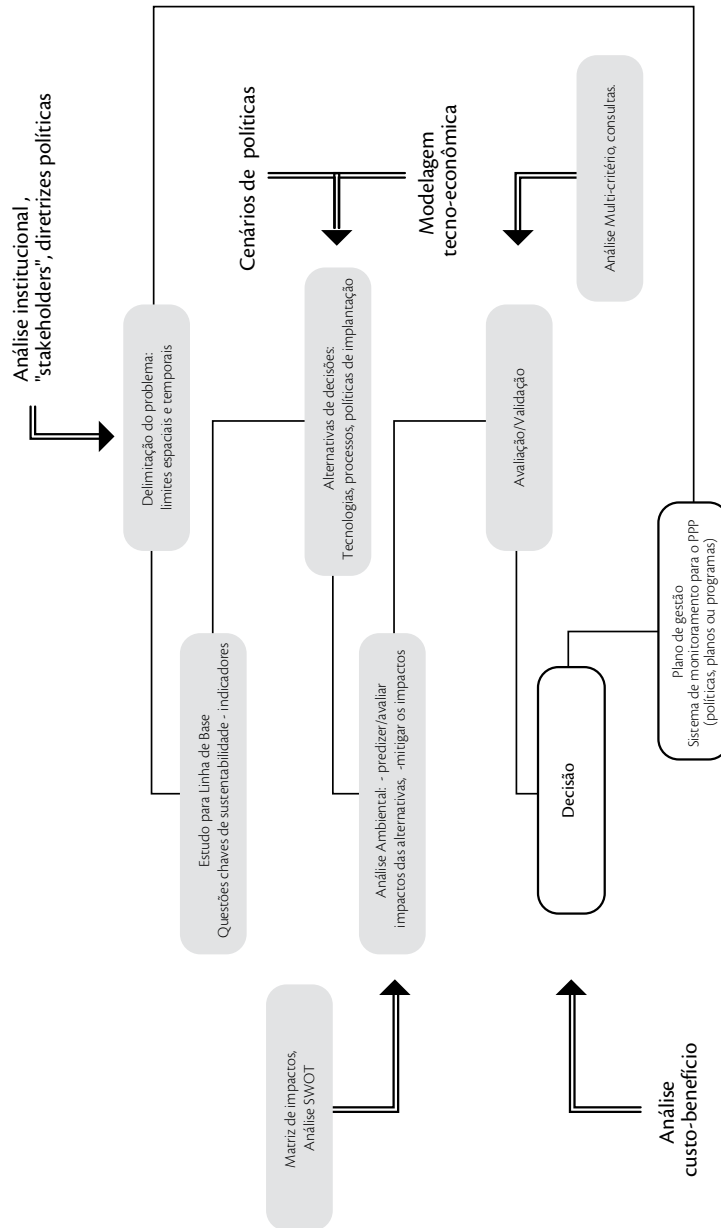 Análise institucional ,
"stakeholders", diretrizes políticas
Delimitação do problema:
limites espaciais e temporais
Estudo para Linha de Base
Questões chaves de sustentabilidade - indicadores
Cenários de políticas
Alternativas de decisões:
Tecnologias, processos, políticas de implantação
Modelagem
tecno-econômica
Matriz de impactos,
Análise SWOT
Análise Ambiental: - predizer/avaliar
impactos das alternativas, -mitigar os impactos
Avaliação/Validação
Análise Multi-critério, consultas.
Decisão
Análise
custo-benefício
Plano de gestão
Sistema de monitoramento para o PPP
(políticas, planos ou programas)